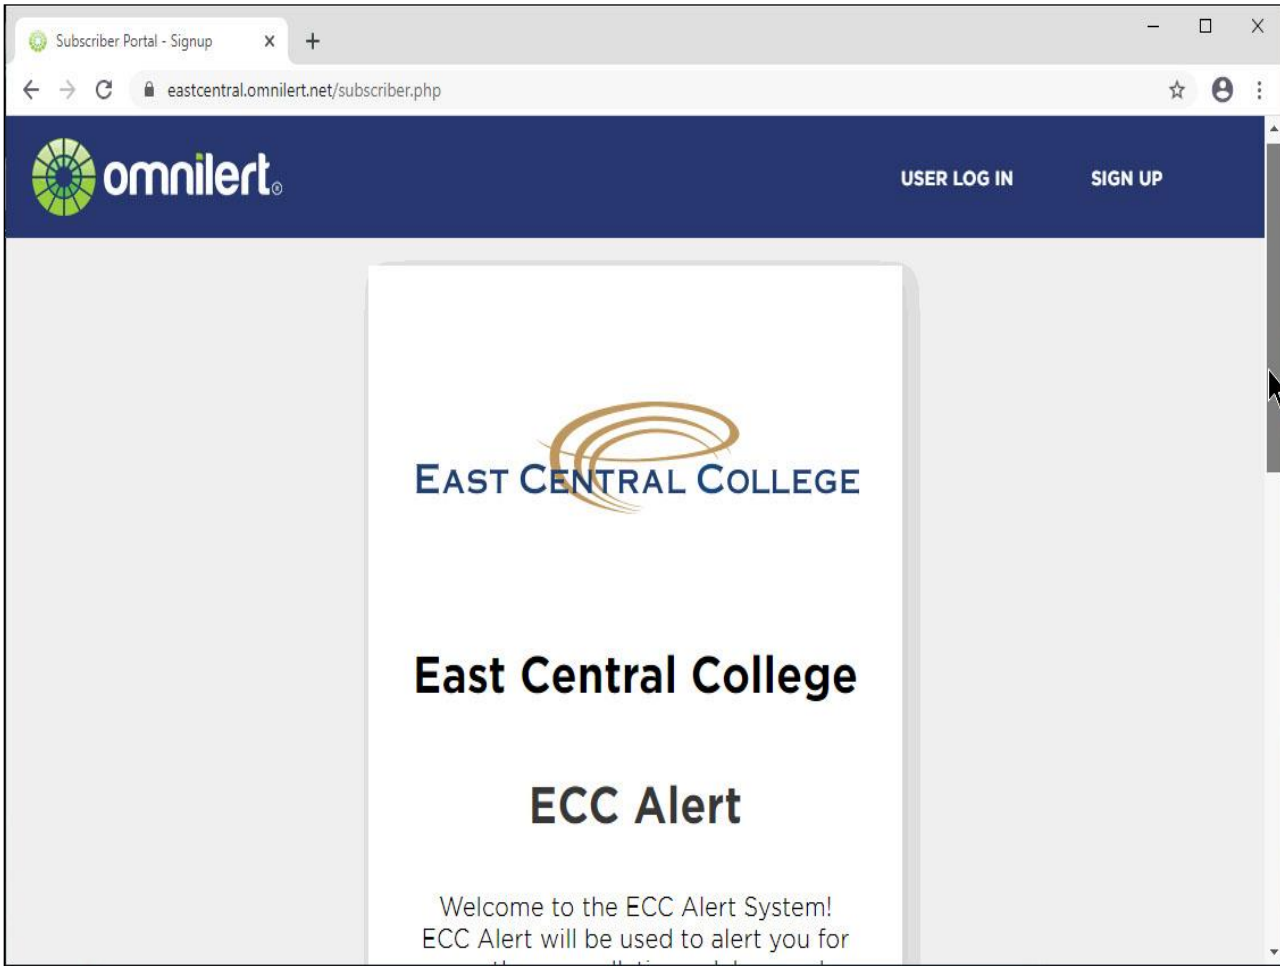 Subscriber Portal - Signup
eastcentral.omnilert.net/subscriber.php
omnilert®
USER LOG IN
SIGN UP
EAST CENTRAL COLLEGE
East Central College
ECC Alert
Welcome to the ECC Alert System!
ECC Alert will be used to alert you for